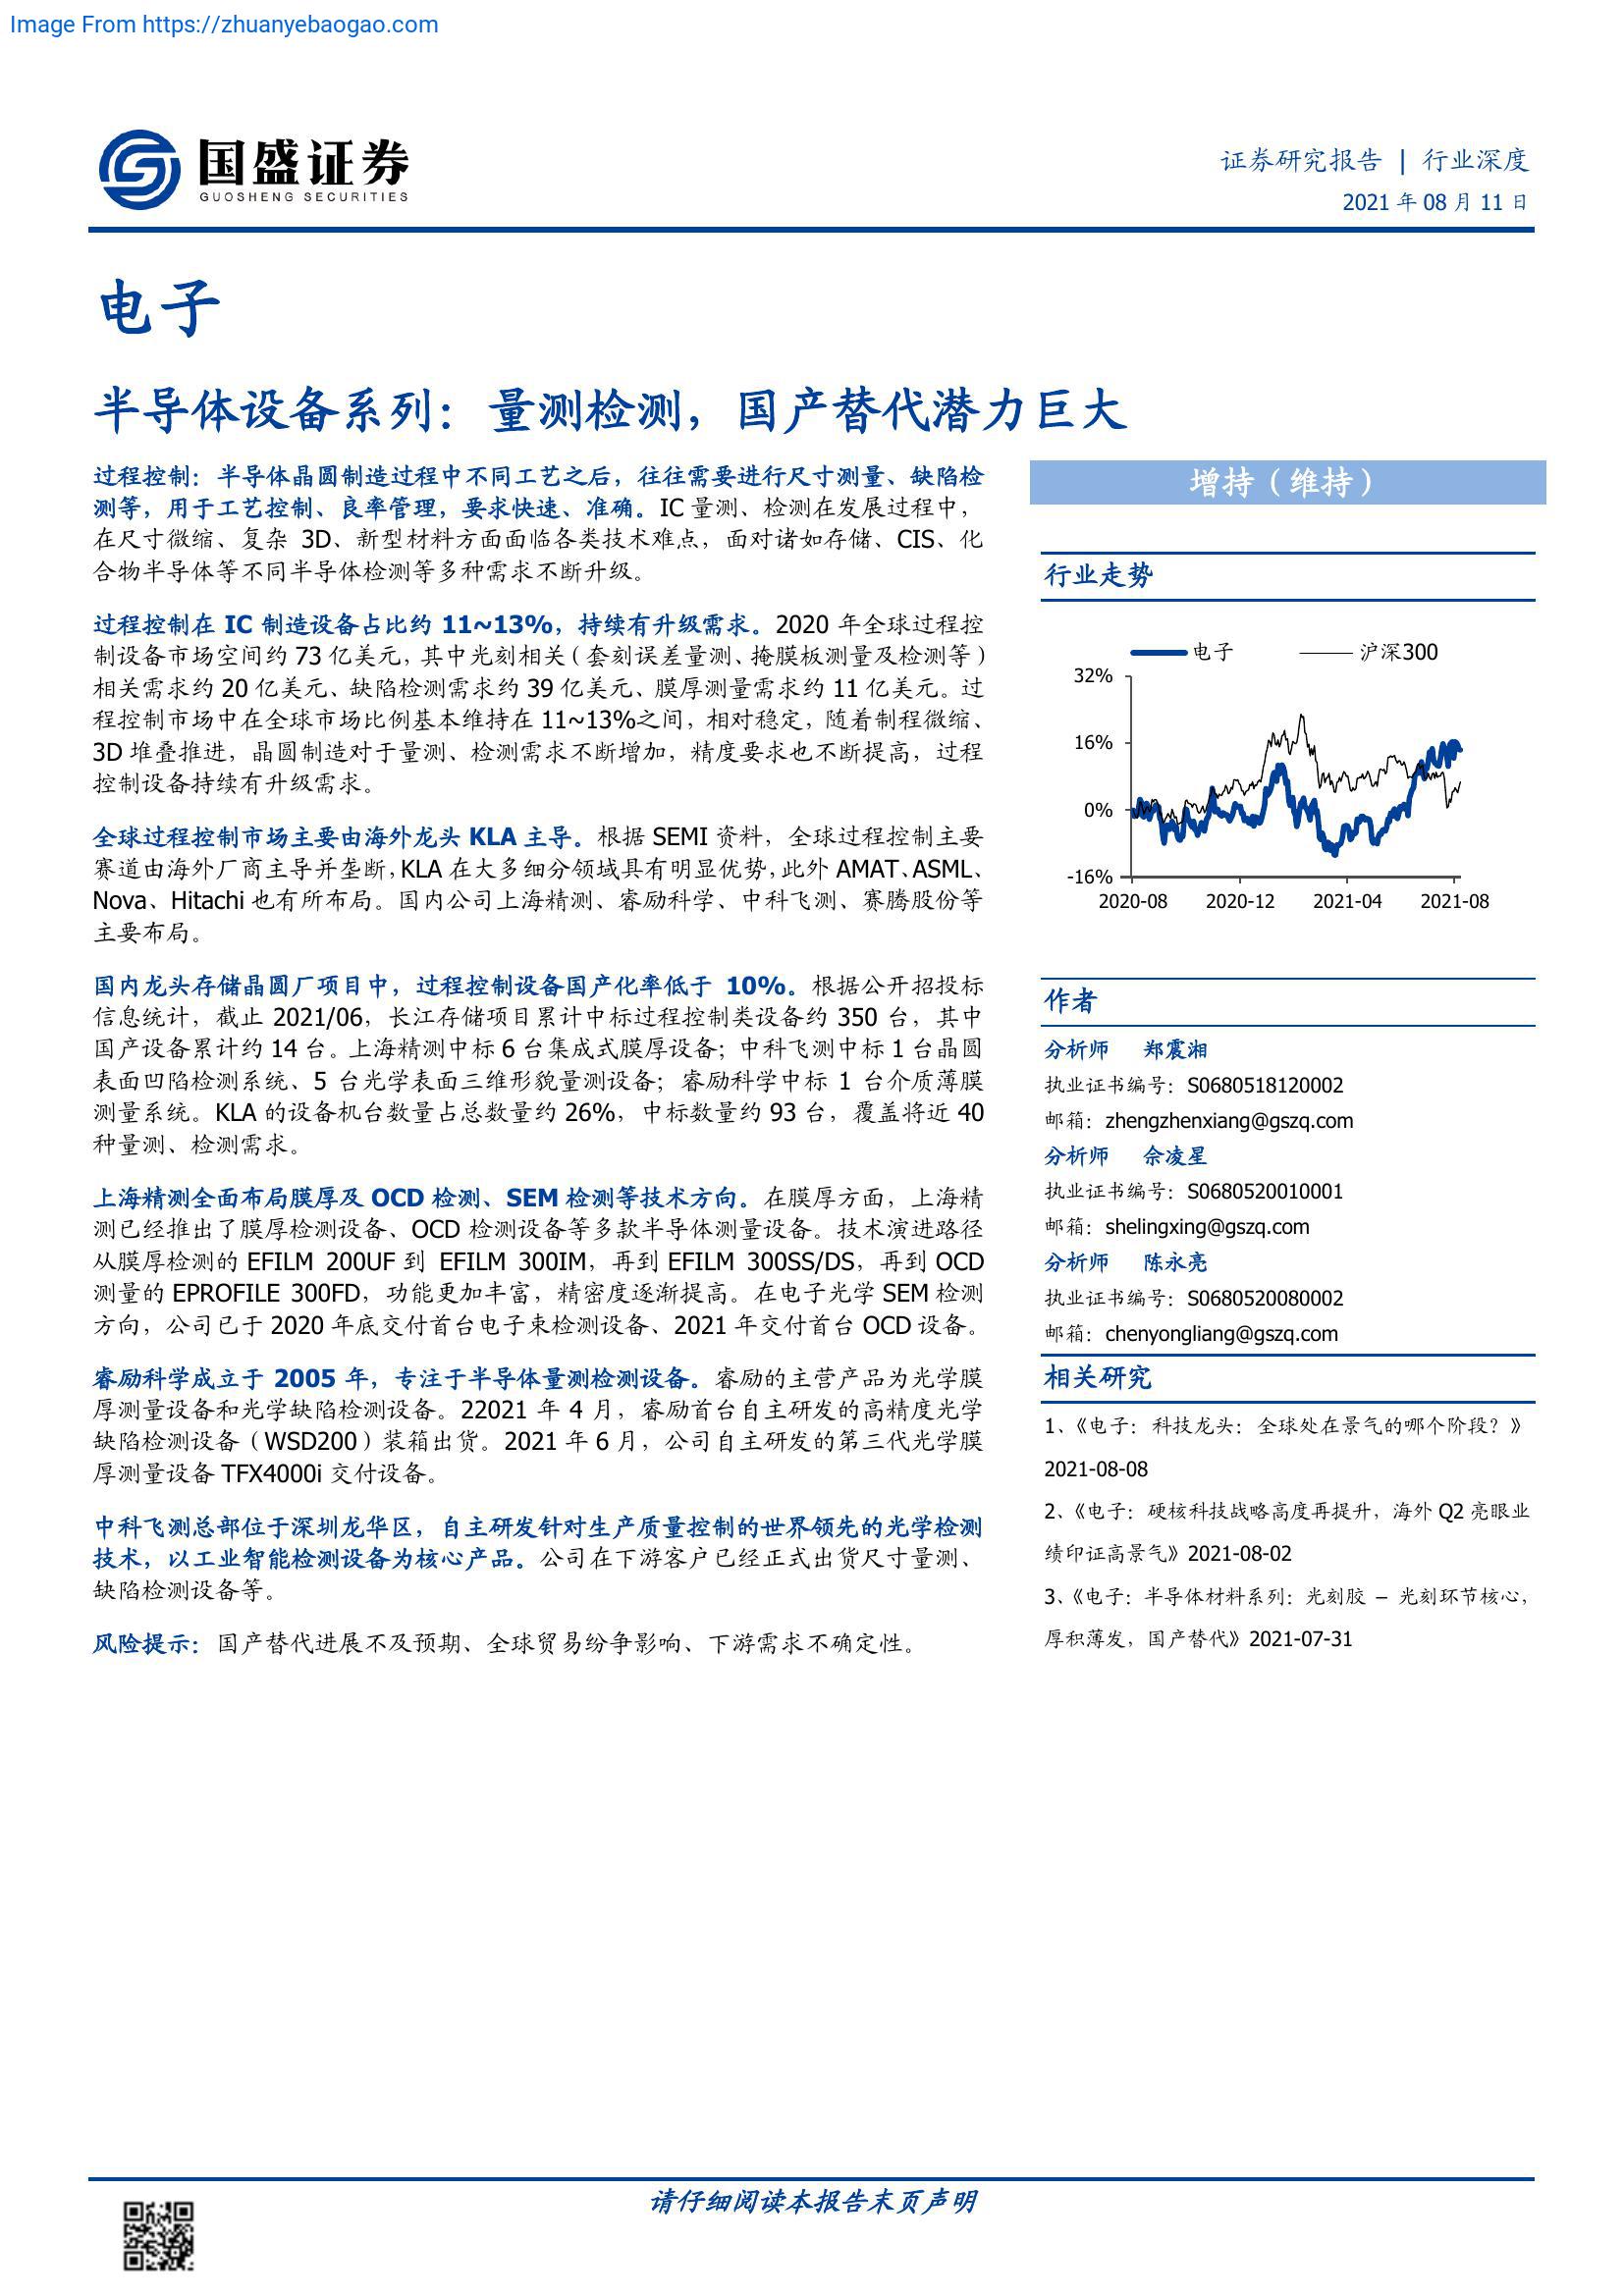 Image From https://zhuanyebaogao.com
国盛证券
GUOSHENG SECURITIES
证券研究报告 | 行业深度
2021 年 08 月 11 日
电子
半导体设备系列：量测检测，国产替代潜力巨大
过程控制：半导体晶圆制造过程中不同工艺之后，往往需要进行尺寸测量、缺陷检
测等，用于工艺控制、良率管理，要求快速、准确。IC 量测、检测在发展过程中，
在尺寸微缩、复杂 3D、新型材料方面面临各类技术难点，面对诸如存储、CIS、化
合物半导体等不同半导体检测等多种需求不断升级。
过程控制在 IC 制造设备占比约 11~13%，持续有升级需求。2020 年全球过程控
制设备市场空间约 73 亿美元，其中光刻相关（套刻误差量测、掩膜板测量及检测等）
相关需求约 20 亿美元、缺陷检测需求约 39 亿美元、膜厚测量需求约 11 亿美元。过
程控制市场中在全球市场比例基本维持在 11~13%之间，相对稳定，随着制程微缩、
3D 堆叠推进，晶圆制造对于量测、检测需求不断增加，精度要求也不断提高，过程
控制设备持续有升级需求。
全球过程控制市场主要由海外龙头 KLA 主导。根据 SEMI 资料，全球过程控制主要
赛道由海外厂商主导并垄断，KLA 在大多细分领域具有明显优势，此外 AMAT、ASML、
Nova、Hitachi 也有所布局。国内公司上海精测、睿励科学、中科飞测、赛腾股份等
主要布局。
国内龙头存储晶圆厂项目中，过程控制设备国产化率低于 10%。根据公开招投标
信息统计，截止 2021/06，长江存储项目累计中标过程控制类设备约 350 台，其中
国产设备累计约 14 台。上海精测中标 6 台集成式膜厚设备；中科飞测中标 1 台晶圆
表面凹陷检测系统、5 台光学表面三维形貌量测设备；睿励科学中标 1 台介质薄膜
测量系统。KLA 的设备机台数量占总数量约 26%，中标数量约 93 台，覆盖将近 40
种量测、检测需求。
上海精测全面布局膜厚及 OCD 检测、SEM 检测等技术方向。在膜厚方面，上海精
测已经推出了膜厚检测设备、OCD 检测设备等多款半导体测量设备。技术演进路径
从膜厚检测的 EFILM 200UF 到 EFILM 300IM，再到 EFILM 300SS/DS，再到 OCD
测量的 EPROFILE 300FD，功能更加丰富，精密度逐渐提高。在电子光学 SEM 检测
方向，公司已于 2020 年底交付首台电子束检测设备、2021 年交付首台 OCD 设备。
睿励科学成立于 2005 年，专注于半导体量测检测设备。睿励的主营产品为光学膜
厚测量设备和光学缺陷检测设备。22021 年 4 月，睿励首台自主研发的高精度光学
缺陷检测设备（WSD200）装箱出货。2021 年 6 月，公司自主研发的第三代光学膜
厚测量设备 TFX4000i 交付设备。
中科飞测总部位于深圳龙华区，自主研发针对生产质量控制的世界领先的光学检测
技术，以工业智能检测设备为核心产品。公司在下游客户已经正式出货尺寸量测、
缺陷检测设备等。
风险提示：国产替代进展不及预期、全球贸易纷争影响、下游需求不确定性。
增持（维持）
行业走势
电子 沪深300
32%
16%
0%
-16%
2020-08 2020-12 2021-04 2021-08
作者
分析师 郑震湘
执业证书编号：S0680518120002
邮箱：zhengzhenxiang@gszq.com
分析师 佘凌星
执业证书编号：S0680520010001
邮箱：shelingxing@gszq.com
分析师 陈永亮
执业证书编号：S0680520080002
邮箱：chenyongliang@gszq.com
相关研究
1、《电子：科技龙头：全球处在景气的哪个阶段？》
2021-08-08
2、《电子：硬核科技战略高度再提升，海外 Q2 亮眼业
绩印证高景气》2021-08-02
3、《电子：半导体材料系列：光刻胶 – 光刻环节核心，
厚积薄发，国产替代》2021-07-31
请仔细阅读本报告末页声明